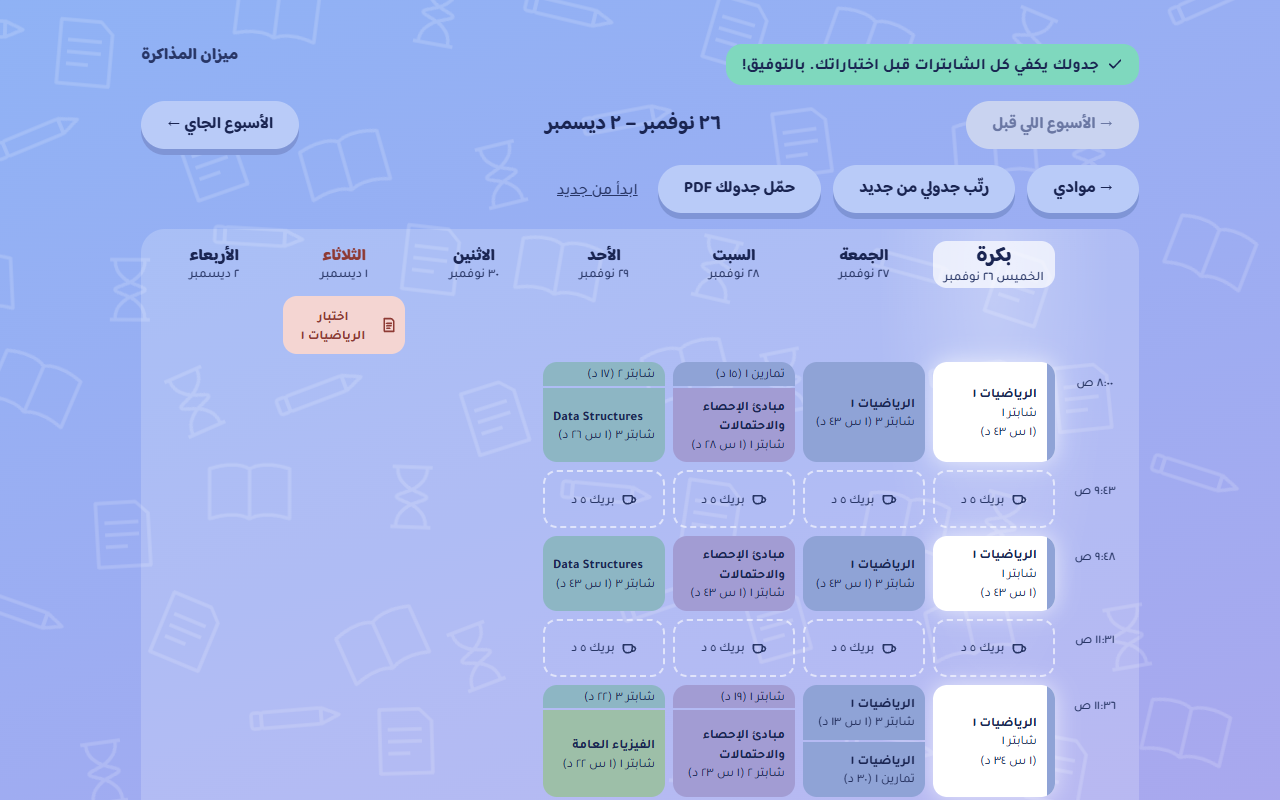 ميزان المذاكرة
جدولك يكفي كل الشابترات قبل اختباراتك. بالتوفيق!
→ الأسبوع اللي قبل
٢٦ نوفمبر – ٢ ديسمبر
الأسبوع الجاي ←
→ موادي
رتّب جدولي من جديد
حمّل جدولك PDF
ابدأ من جديد
بكرة
الخميس ٢٦ نوفمبر
الجمعة
٢٧ نوفمبر
السبت
٢٨ نوفمبر
الأحد
٢٩ نوفمبر
الاثنين
٣٠ نوفمبر
الثلاثاء
١ ديسمبر
الأربعاء
٢ ديسمبر
اختبار
الرياضيات ١
٨:٠٠ ص
الرياضيات ١
شابتر ١
(١ س ٤٣ د)
الرياضيات ١
شابتر ٣ (١ س ٤٣ د)
تمارين ١ (١٥ د)
مبادئ الإحصاء
والاحتمالات
شابتر ١ (١ س ٢٨ د)
شابتر ٢ (١٧ د)
Data Structures
شابتر ٣ (١ س ٢٦ د)
٩:٤٣ ص
بريك ٥ د
بريك ٥ د
بريك ٥ د
بريك ٥ د
٩:٤٨ ص
الرياضيات ١
شابتر ١
(١ س ٤٣ د)
الرياضيات ١
شابتر ٣ (١ س ٤٣ د)
مبادئ الإحصاء
والاحتمالات
شابتر ١ (١ س ٤٣ د)
Data Structures
شابتر ٣ (١ س ٤٣ د)
١١:٣١ ص
بريك ٥ د
بريك ٥ د
بريك ٥ د
بريك ٥ د
١١:٣٦ ص
الرياضيات ١
شابتر ١
(١ س ٣٤ د)
الرياضيات ١
شابتر ٣ (١ س ١٣ د)
الرياضيات ١
تمارين ١ (٣٠ د)
شابتر ١ (١٩ د)
مبادئ الإحصاء
والاحتمالات
شابتر ٢ (١ س ٢٣ د)
شابتر ٣ (٢٢ د)
الفيزياء العامة
شابتر ١ (١ س ٢٢ د)